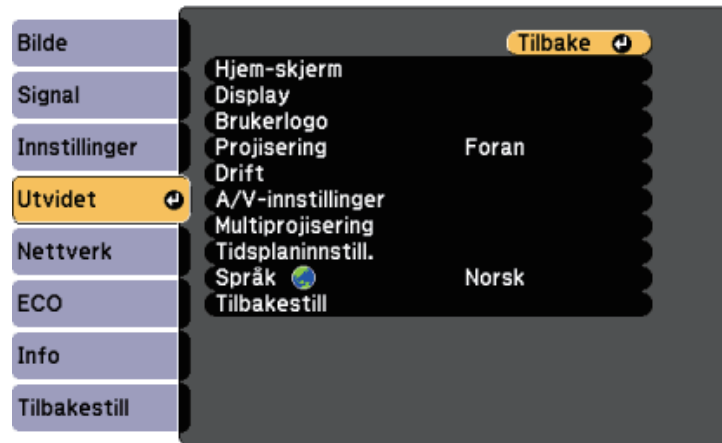 Bilde
Signal
Innstillinger
Utvidet
Nettverk
ECO
Info
Tilbakestill
Tilbake
Hjem-skjerm
Display
Brukerlogo
Projisering Foran
Drift
A/V-innstillinger
Multiprojisering
Tidsplaninnstill.
Språk Norsk
Tilbakestill